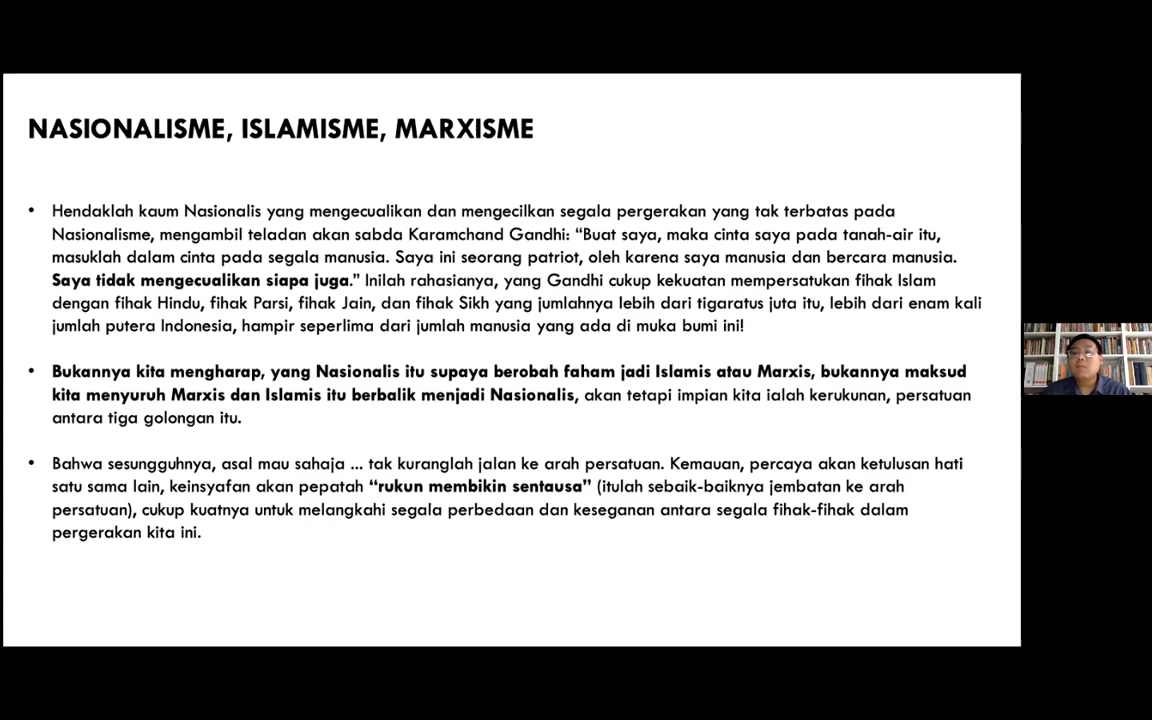 NASIONALISME, ISLAMISME, MARXISME
• Hendaklah kaum Nasionalis yang mengecualikan dan mengecilkan segala pergerakan yang tak terbatas pada
Nasionalisme, mengambil teladan akan sabda Karamchand Gandhi: “Buat saya, maka cinta saya pada tanah-air itu,
masuklah dalam cinta pada segala manusia. Saya ini seorang patriot, oleh karena saya manusia dan bercara manusia.
Saya tidak mengecualikan siapa juga.” Inilah rahasianya, yang Gandhi cukup kekuatan mempersatukan fihak Islam
dengan fihak Hindu, fihak Parsi, fihak Jain, dan fihak Sikh yang jumlahnya lebih dari tigaratus juta itu, lebih dari enam kali
jumlah putera Indonesia, hampir seperlima dari jumlah manusia yang ada di muka bumi ini!
• Bukannya kita mengharap, yang Nasionalis itu supaya berobah faham jadi Islamis atau Marxis, bukannya maksud
kita menyuruh Marxis dan Islamis itu berbalik menjadi Nasionalis, akan tetapi impian kita ialah kerukunan, persatuan
antara tiga golongan itu.
• Bahwa sesungguhnya, asal mau sahaja ... tak kuranglah jalan ke arah persatuan. Kemauan, percaya akan ketulusan hati
satu sama lain, keinsyafan akan pepatah “rukun membikin sentausa” (itulah sebaik-baiknya jembatan ke arah
persatuan), cukup kuatnya untuk melangkahi segala perbedaan dan keseganan antara segala fihak-fihak dalam
pergerakan kita ini.